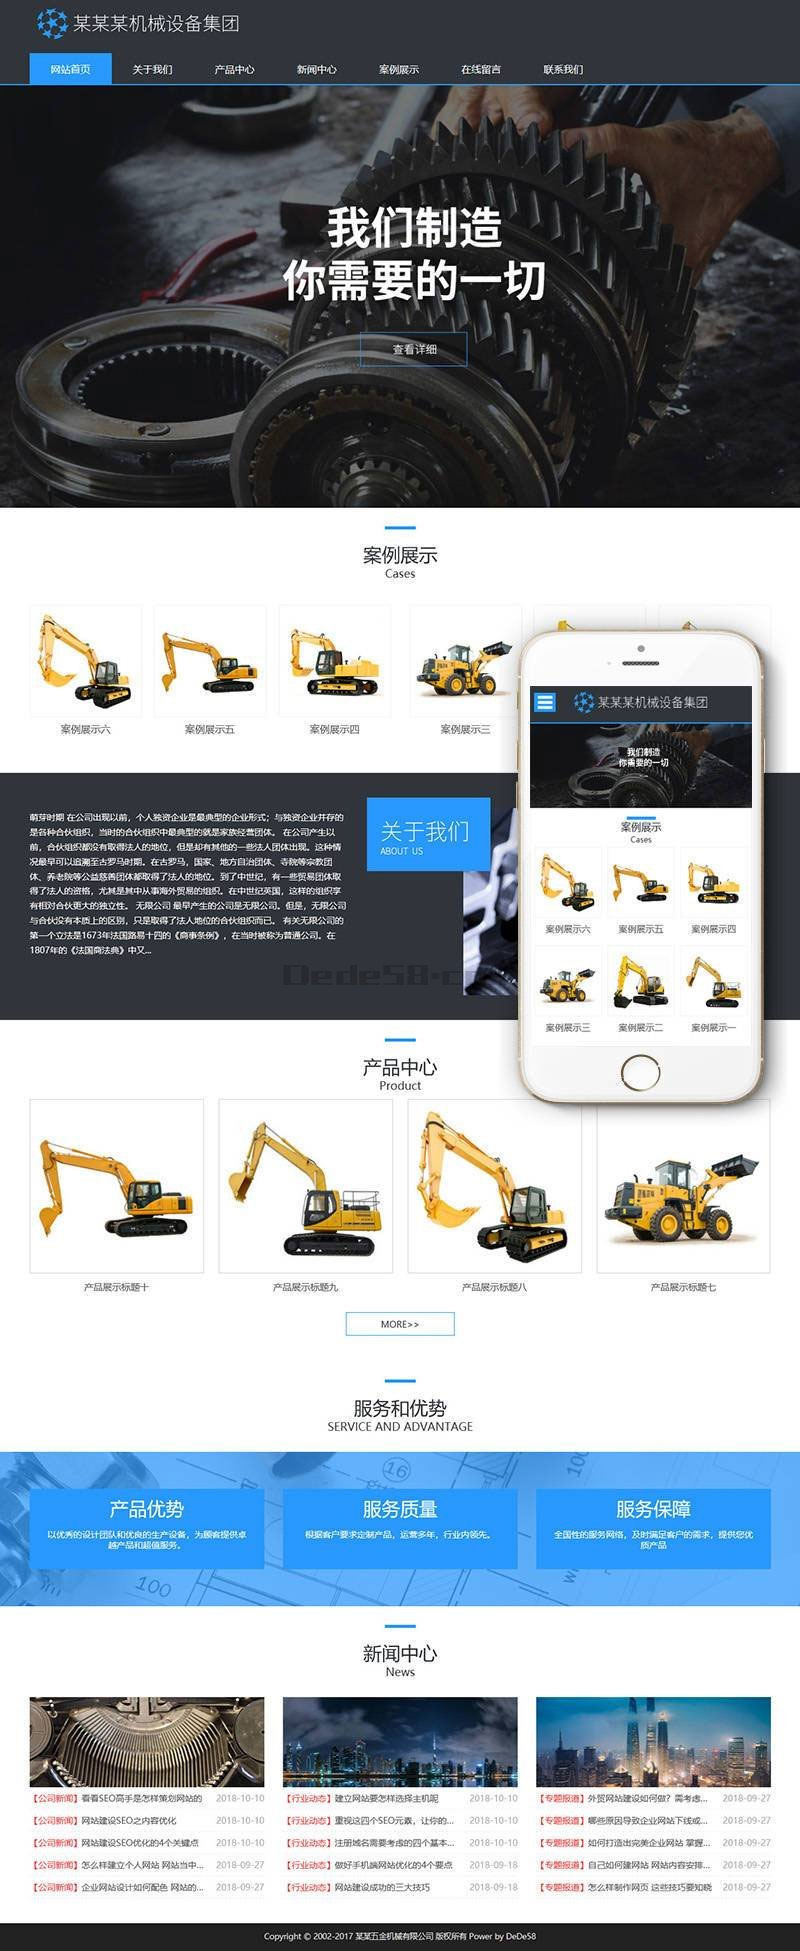 某某某机械设备集团
网站首页 关于我们 产品中心 新闻中心 案例展示 在线留言 联系我们
我们制造
你需要的一切
查看详细
案例展示
Cases
案例展示六 案例展示五 案例展示四 案例展示三
萌芽时期 在公司出现以前，个人独资企业是最典型的企业形式；与独资企业并存的
是各种合伙组织，当时的合伙组织中最典型的就是家族经营团体。 在公司产生以
前，合伙组织都没有取得法人的地位，但是却有其他的一些法人团体出现。这种情
况最早可以追溯至古罗马时期。在古罗马，国家、地方自治团体、寺院等宗教团
体、养老院等公益慈善团体都取得了法人的地位。到了中世纪，有一些贸易团体取
得了法人的资格，尤其是其中从事海外贸易的组织。在中世纪英国，这样的组织享
有相对合伙更大的独立性。 无限公司 最早产生的公司是无限公司。但是，无限公司
与合伙没有本质上的区别，只是取得了法人地位的合伙组织而已。 有关无限公司的
第一个立法是1673年法国路易十四的《商事条例》，在当时被称为普通公司。在
1807年的《法国商法典》中又...
关于我们
ABOUT US
Dede58.c
某某某机械设备集团
我们制造
你需要的一切
案例展示
Cases
案例展示六 案例展示五 案例展示四
案例展示三 案例展示二 案例展示一
产品中心
Product
产品展示标题十 产品展示标题九 产品展示标题八 产品展示标题七
MORE>>
服务和优势
SERVICE AND ADVANTAGE
16
100
100
产品优势 服务质量 服务保障
以优秀的设计团队和优良的生产设备，为顾客提供卓
越产品和超值服务。
根据客户要求定制产品，运营多年，行业内领先。
全国性的服务网络，及时满足客户的需求，提供您优
质产品
新闻中心
News
【公司新闻】看看SEO高手是怎样策划网站的 2018-10-10
【公司新闻】网站建设SEO之内容优化 2018-10-10
【公司新闻】网站建设SEO优化的4个关键点 2018-10-10
【公司新闻】怎么样建立个人网站 网站当中... 2018-09-27
【公司新闻】企业网站设计如何配色 网站的... 2018-09-27
【行业动态】建立网站要怎样选择主机呢 2018-10-10
【行业动态】重视这四个SEO元素，让你的... 2018-10-10
【行业动态】注册域名需要考虑的四个基本... 2018-10-10
【行业动态】做好手机端网站优化的4个要点 2018-09-18
【行业动态】网站建设成功的三大技巧 2018-09-18
【专题报道】外贸网站建设如何做？需考虑... 2018-09-27
【专题报道】哪些原因导致企业网站下线或... 2018-09-27
【专题报道】如何打造出完美企业网站 掌握... 2018-09-27
【专题报道】自己如何建网站 网站内容安排... 2018-09-27
【专题报道】怎么样制作网页 这些技巧要知晓 2018-09-27
Copyright © 2002-2017 某某五金机械有限公司 版权所有 Power by DeDe58